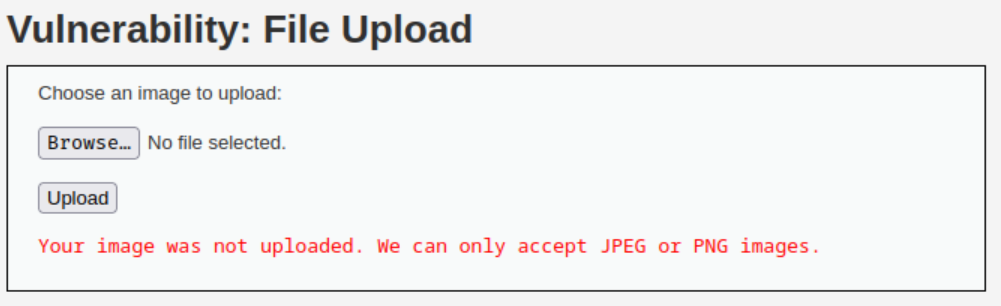 Vulnerability: File Upload
Choose an image to upload:
Browse… No file selected.
Upload
Your image was not uploaded. We can only accept JPEG or PNG images.